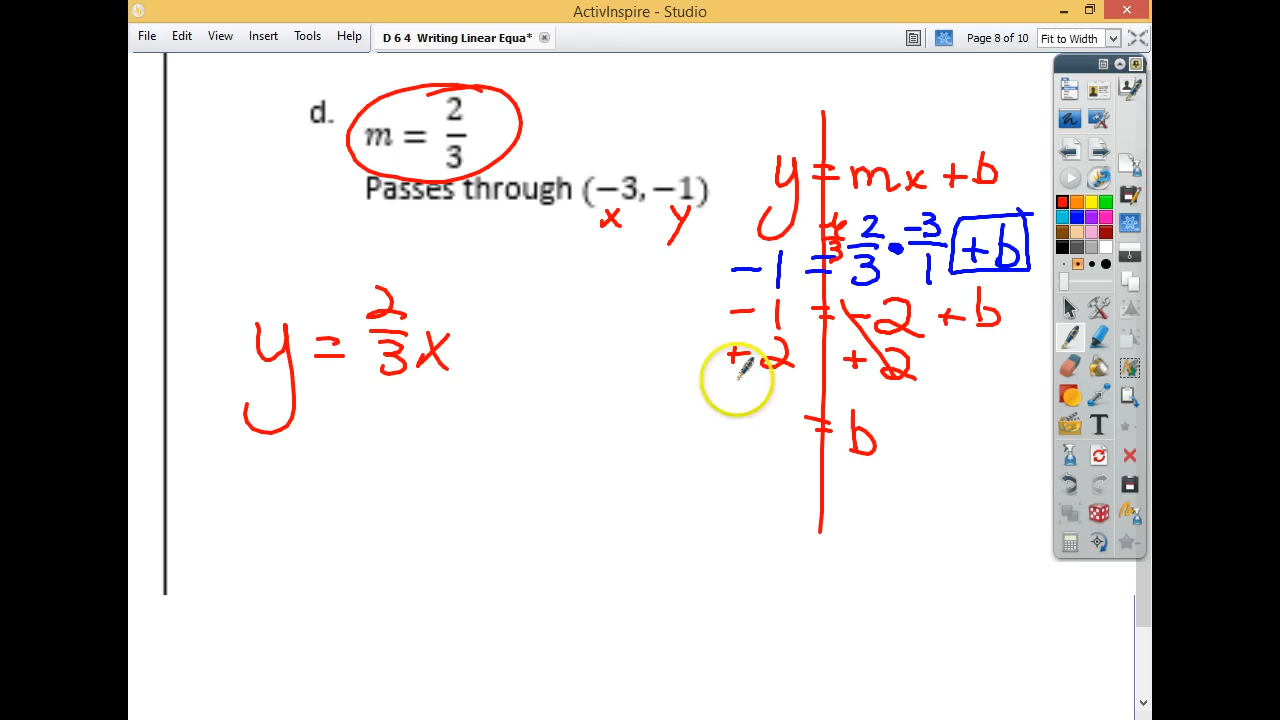 ActivInspire - Studio
File Edit View Insert Tools Help D 6 4 Writing Linear Equa* Page 8 of 10 Fit to Width
d. m = 2/3
Passes through (−3, −1)
x y
y = 2/3 x
y = mx + b
-1 = 2/3 • -3/1 + b
-6/3
-1 = -2 + b
+2 +2
= b
T